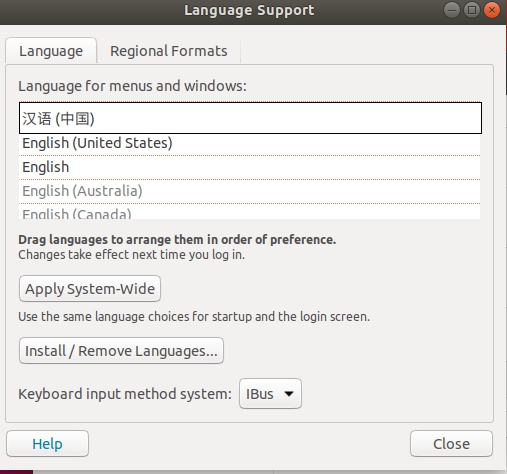 Language Support
Language Regional Formats
Language for menus and windows:
汉语 (中国)
English (United States)
English
English (Australia)
English (Canada)
Drag languages to arrange them in order of preference.
Changes take effect next time you log in.
Apply System-Wide
Use the same language choices for startup and the login screen.
Install / Remove Languages...
Keyboard input method system: IBus
Help Close